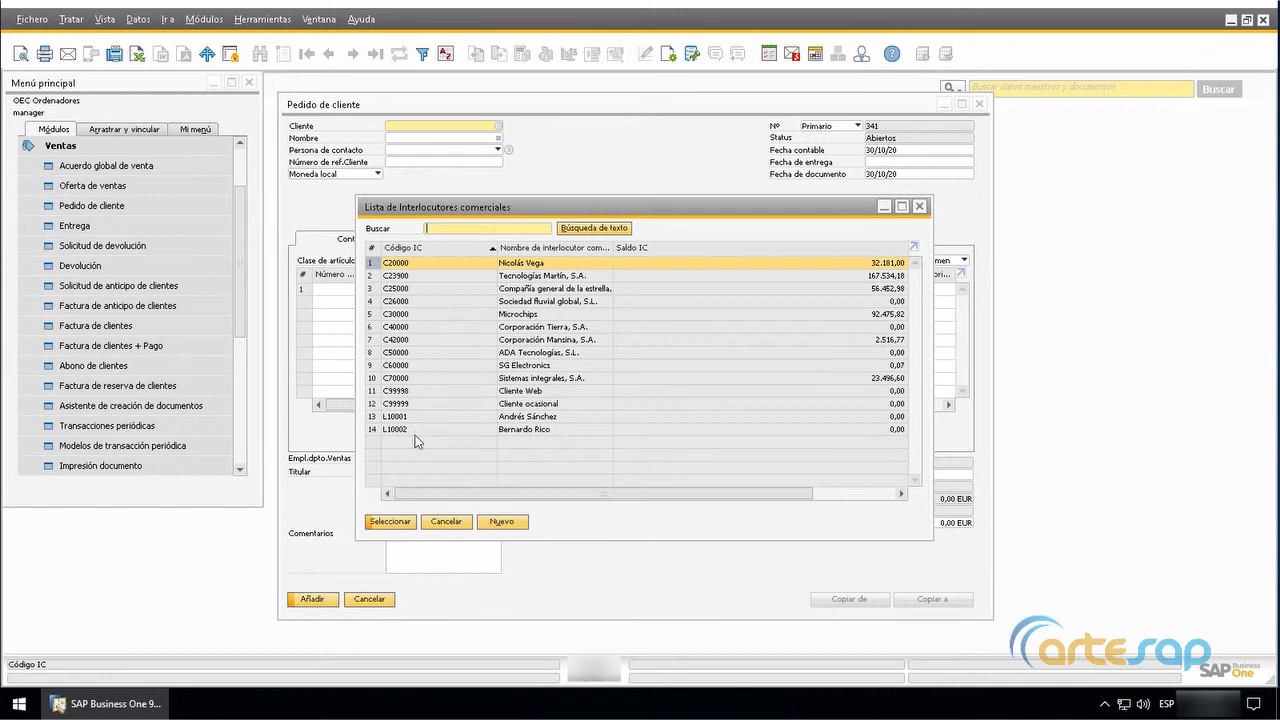 Fichero Tratar Vista Datos Ir a Módulos Herramientas Ventana Ayuda
Menú principal
OEC Ordenadores
manager
Módulos Arrastrar y vincular Mi menú
Ventas
Acuerdo global de venta
Oferta de ventas
Pedido de cliente
Entrega
Solicitud de devolución
Devolución
Solicitud de anticipo de clientes
Factura de anticipo de clientes
Factura de clientes
Factura de clientes + Pago
Abono de clientes
Factura de reserva de clientes
Asistente de creación de documentos
Transacciones periódicas
Modelos de transacción periódica
Impresión documento
Buscar datos maestros y documentos Buscar
Pedido de cliente
Cliente
Nombre
Persona de contacto
Número de ref.Cliente
Moneda local
Nº Primario 341
Status Abiertos
Fecha contable 30/10/20
Fecha de entrega
Fecha de documento 30/10/20
Cont
Clase de artículo
# Número ...
1
men
ori...
Lista de Interlocutores comerciales
Buscar Búsqueda de texto
# Código IC Nombre de interlocutor com... Saldo IC
1 C20000 Nicolás Vega 32.181,00
2 C23900 Tecnologías Martín, S.A. 167.534,18
3 C25000 Compañía general de la estrella, 56.452,98
4 C26000 Sociedad fluvial global, S.L. 0,00
5 C30000 Microchips 92.475,82
6 C40000 Corporación Tierra, S.A. 0,00
7 C42000 Corporación Mansina, S.A. 2.516,77
8 C50000 ADA Tecnologías, S.L. 0,00
9 C60000 SG Electronics 0,07
10 C70000 Sistemas integrales, S.A. 23.496,60
11 C99998 Cliente Web 0,00
12 C99999 Cliente ocasional 0,00
13 L10001 Andrés Sánchez 0,00
14 L10002 Bernardo Rico 0,00
Seleccionar Cancelar Nuevo
Empl.dpto.Ventas
Titular
0,00 EUR
0,00 EUR
Comentarios
Añadir Cancelar Copiar de Copiar a
artesap
SAP Business One
Código IC
SAP Business One 9... ESP